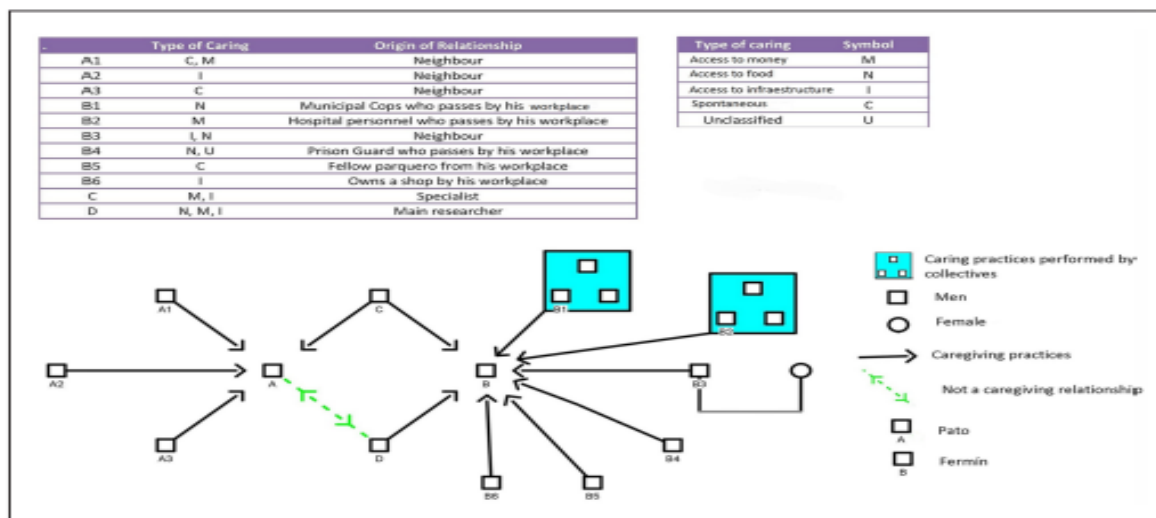 . Type of Caring Origin of Relationship
A1 C, M Neighbour
A2 I Neighbour
A3 C Neighbour
B1 N Municipal Cops who passes by his workplace
B2 M Hospital personnel who passes by his workplace
B3 I, N Neighbour
B4 N, U Prison Guard who passes by his workplace
B5 C Fellow parquero from his workplace
B6 I Owns a shop by his workplace
C M, I Specialist
D N, M, I Main researcher
Type of caring Symbol
Access to money M
Access to food N
Access to infraestructure I
Spontaneous C
Unclassified U
A1
C
B1
B2
A2
A
B
B3
A3
D
B4
B6
B5
Caring practices performed by
collectives
Men
Female
Caregiving practices
Not a caregiving relationship
Pato
A
Fermín
B